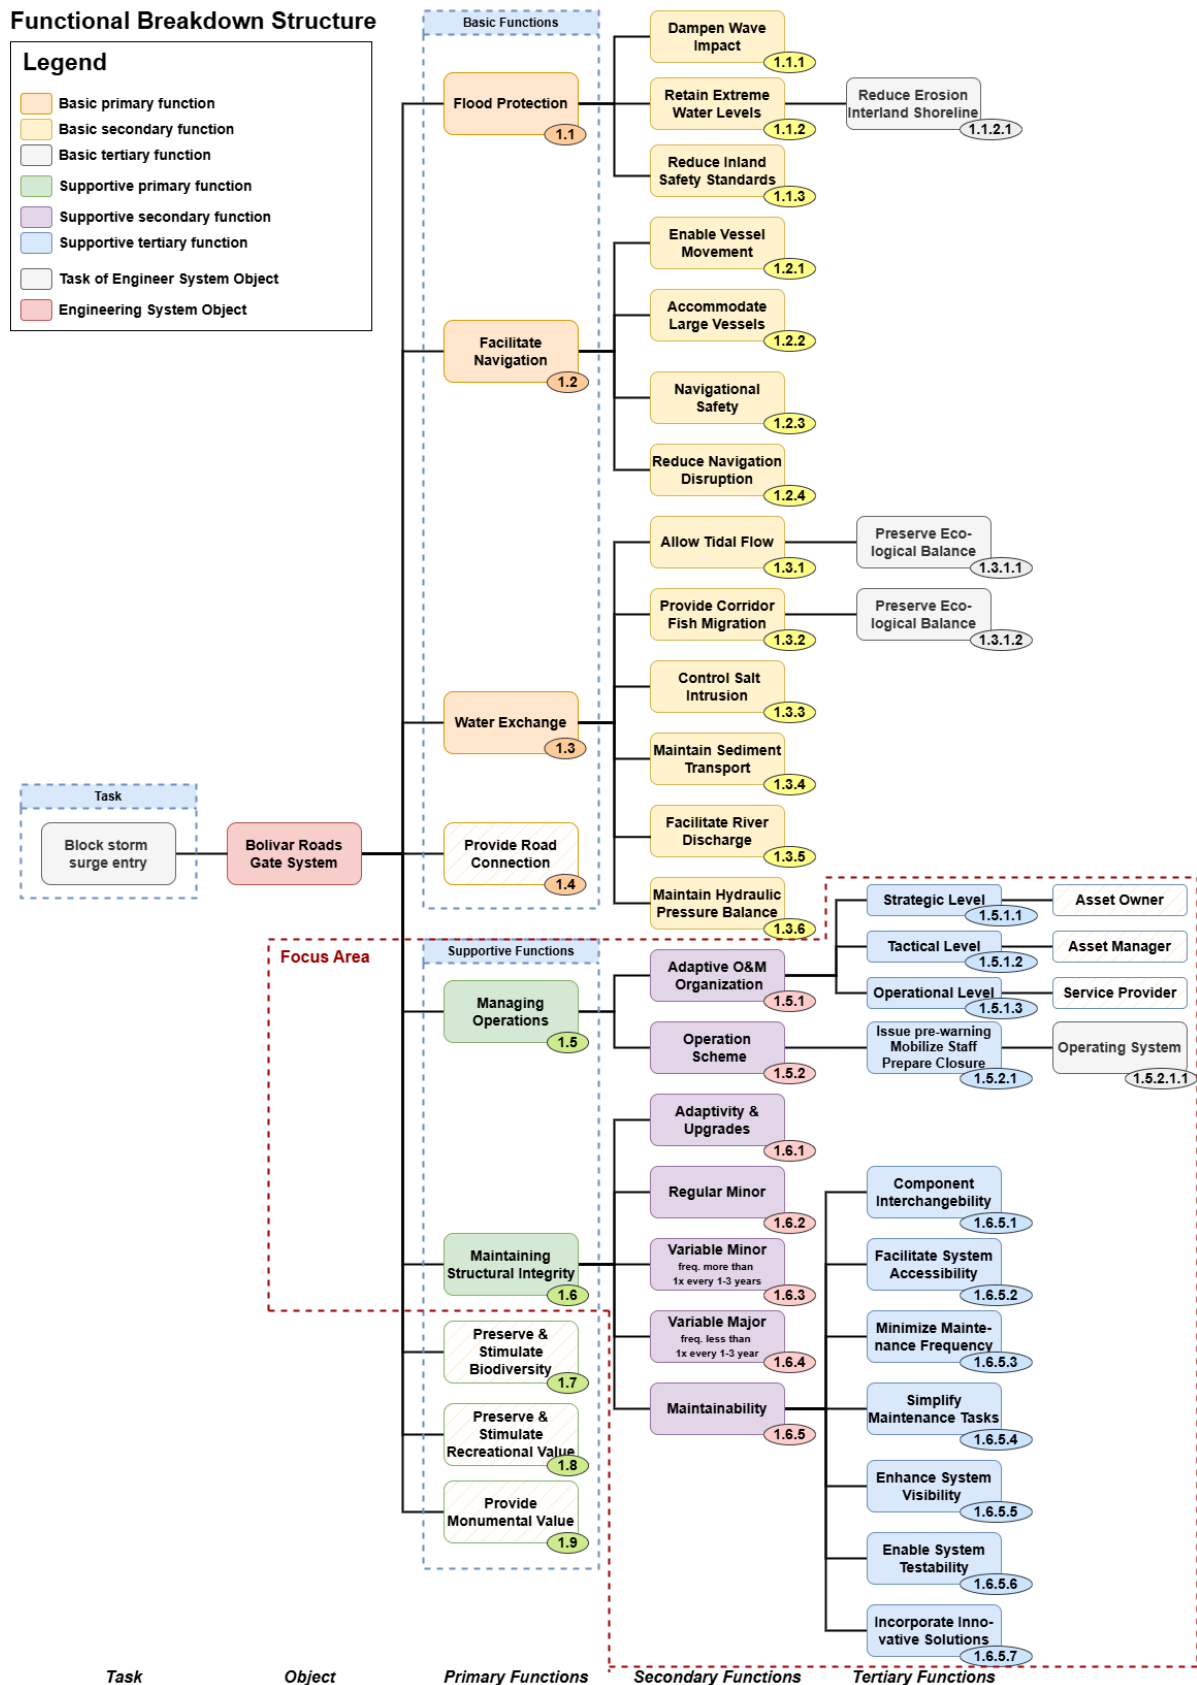 Functional Breakdown Structure
Legend
Basic primary function
Basic secondary function
Basic tertiary function
Supportive primary function
Supportive secondary function
Supportive tertiary function
Task of Engineer System Object
Engineering System Object
Task
Block storm
surge entry
Bolivar Roads
Gate System
Basic Functions
Flood Protection
1.1
Dampen Wave
Impact
1.1.1
Retain Extreme
Water Levels
1.1.2
Reduce Erosion
Interland Shoreline
1.1.2.1
Reduce Inland
Safety Standards
1.1.3
Facilitate
Navigation
1.2
Enable Vessel
Movement
1.2.1
Accommodate
Large Vessels
1.2.2
Navigational
Safety
1.2.3
Reduce Navigation
Disruption
1.2.4
Water Exchange
1.3
Allow Tidal Flow
1.3.1
Preserve Eco-
logical Balance
1.3.1.1
Provide Corridor
Fish Migration
1.3.2
Preserve Eco-
logical Balance
1.3.1.2
Control Salt
Intrusion
1.3.3
Maintain Sediment
Transport
1.3.4
Facilitate River
Discharge
1.3.5
Maintain Hydraulic
Pressure Balance
1.3.6
Provide Road
Connection
1.4
Focus Area
Supportive Functions
Managing
Operations
1.5
Adaptive O&M
Organization
1.5.1
Strategic Level
1.5.1.1
Asset Owner
Tactical Level
1.5.1.2
Asset Manager
Operational Level
1.5.1.3
Service Provider
Operation
Scheme
1.5.2
Issue pre-warning
Mobilize Staff
Prepare Closure
1.5.2.1
Operating System
1.5.2.1.1
Maintaining
Structural Integrity
1.6
Adaptivity &
Upgrades
1.6.1
Regular Minor
1.6.2
Variable Minor
freq. more than
1x every 1-3 years
1.6.3
Variable Major
freq. less than
1x every 1-3 year
1.6.4
Maintainability
1.6.5
Component
Interchangebility
1.6.5.1
Facilitate System
Accessibility
1.6.5.2
Minimize Mainte-
nance Frequency
1.6.5.3
Simplify
Maintenance Tasks
1.6.5.4
Enhance System
Visibility
1.6.5.5
Enable System
Testability
1.6.5.6
Incorporate Inno-
vative Solutions
1.6.5.7
Preserve &
Stimulate
Biodiversity
1.7
Preserve &
Stimulate
Recreational Value
1.8
Provide
Monumental Value
1.9
Task
Object
Primary Functions
Secondary Functions
Tertiary Functions